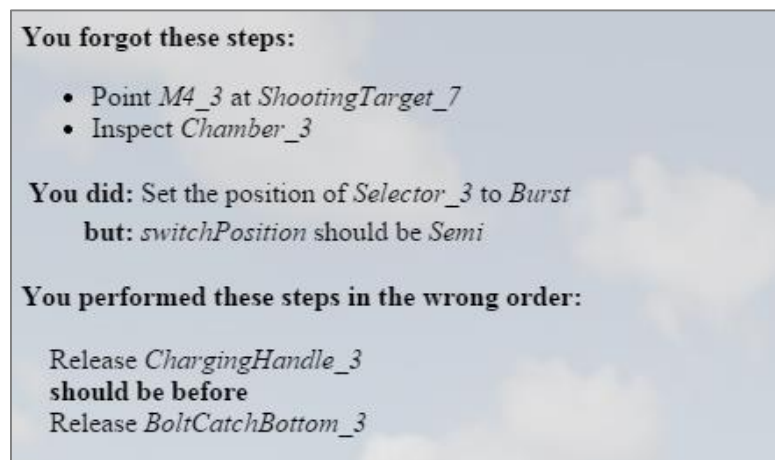 You forgot these steps:
• Point M4_3 at ShootingTarget_7
• Inspect Chamber_3
You did: Set the position of Selector_3 to Burst
but: switchPosition should be Semi
You performed these steps in the wrong order:
Release ChargingHandle_3
should be before
Release BoltCatchBottom_3